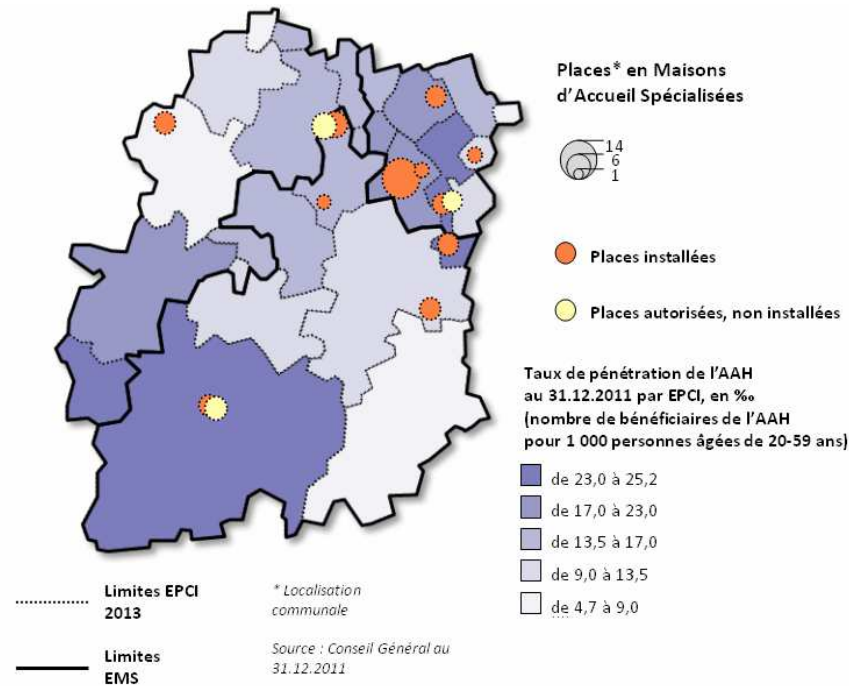 Places* en Maisons
d'Accueil Spécialisées
14
6
1
Places installées
Places autorisées, non installées
Taux de pénétration de l'AAH
au 31.12.2011 par EPCI, en ‰
(nombre de bénéficiaires de l'AAH
pour 1 000 personnes âgées de 20-59 ans)
de 23,0 à 25,2
de 17,0 à 23,0
de 13,5 à 17,0
de 9,0 à 13,5
de 4,7 à 9,0
Limites EPCI
2013
* Localisation
communale
Limites
EMS
Source : Conseil Général au
31.12.2011